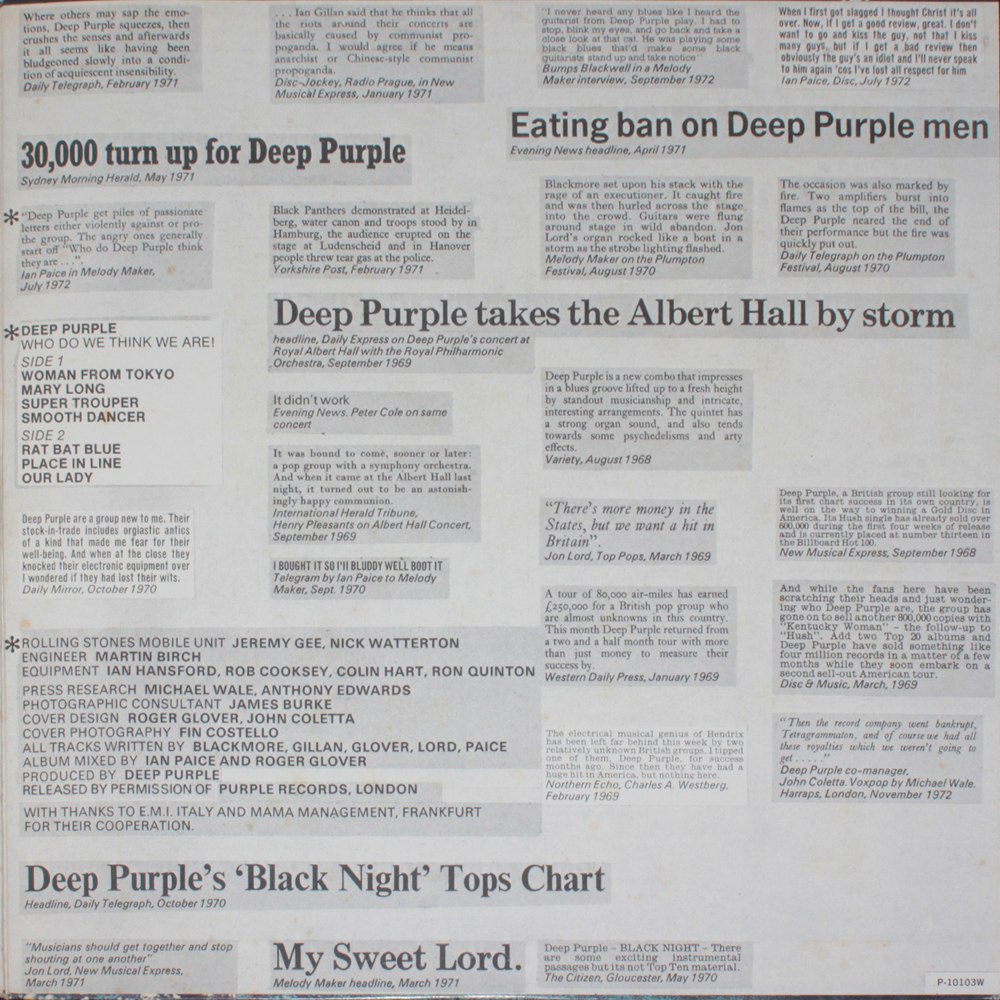 Where others may sap the emo-
tions, Deep Purple squeezes, then
crushes the senses and afterwards
it all seems like having been
bludgeoned slowly into a condi-
tion of acquiescent insensibility.
Daily Telegraph, February 1971
. . . Ian Gillan said that he thinks that all
the riots around their concerts are
basically caused by communist pro-
poganda. I would agree if he means
anarchist or Chinese-style communist
propoganda.
Disc-Jockey, Radio Prague, in New
Musical Express, January 1971
"I never heard any blues like I heard the
guitarist from Deep Purple play. I had to
stop, blink my eyes, and go back and take a
close look at that cat. He was playing some
black blues that'd make some black
guitarists stand up and take notice"
Bumps Blackwell in a Melody
Maker interview, September 1972
When I first got slagged I thought Christ it's all
over. Now, if I get a good review, great. I don't
want to go and kiss the guy, not that I kiss
many guys, but if I get a bad review then
obviously the guy's an idiot and I'll never speak
to him again 'cos I've lost all respect for him
Ian Paice, Disc, July 1972
30,000 turn up for Deep Purple
Sydney Morning Herald, May 1971
Eating ban on Deep Purple men
Evening News headline, April 1971
* "Deep Purple get piles of passionate
letters either violently against or pro-
the group. The angry ones generally
start off "Who do Deep Purple think
they are . . .".
Ian Paice in Melody Maker,
July 1972
Black Panthers demonstrated at Heidel-
berg, water canon and troops stood by in
Hamburg, the audience erupted on the
stage at Ludenscheid and in Hanover
people threw tear gas at the police.
Yorkshire Post, February 1971
Blackmore set upon his stack with the
rage of an executioner. It caught fire
and was then hurled across the stage
into the crowd. Guitars were flung
around stage in wild abandon. Jon
Lord's organ rocked like a boat in a
storm as the strobe lighting flashed.
Melody Maker on the Plumpton
Festival, August 1970
The occasion was also marked by
fire. Two amplifiers burst into
flames as the top of the bill, the
Deep Purple neared the end of
their performance but the fire was
quickly put out.
Daily Telegraph on the Plumpton
Festival, August 1970
Deep Purple takes the Albert Hall by storm
headline, Daily Express on Deep Purple's concert at
Royal Albert Hall with the Royal Philharmonic
Orchestra, September 1969
* DEEP PURPLE
WHO DO WE THINK WE ARE!
SIDE 1
WOMAN FROM TOKYO
MARY LONG
SUPER TROUPER
SMOOTH DANCER
SIDE 2
RAT BAT BLUE
PLACE IN LINE
OUR LADY
It didn't work
Evening News. Peter Cole on same
concert
It was bound to come, sooner or later:
a pop group with a symphony orchestra.
And when it came at the Albert Hall last
night, it turned out to be an astonish-
ingly happy communion.
International Herald Tribune,
Henry Pleasants on Albert Hall Concert,
September 1969
Deep Purple is a new combo that impresses
in a blues groove lifted up to a fresh height
by standout musicianship and intricate,
interesting arrangements. The quintet has
a strong organ sound, and also tends
towards some psychedelisms and arty
effects.
Variety, August 1968
"There's more money in the
States, but we want a hit in
Britain".
Jon Lord, Top Pops, March 1969
Deep Purple, a British group still looking for
its first chart success in its own country, is
well on the way to winning a Gold Disc in
America. Its Hush single has already sold over
600,000 during the first four weeks of release
and is currently placed at number thirteen in
the Billboard Hot 100.
New Musical Express, September 1968
Deep Purple are a group new to me. Their
stock-in-trade includes orgiastic antics
of a kind that made me fear for their
well-being. And when at the close they
knocked their electronic equipment over
I wondered if they had lost their wits.
Daily Mirror, October 1970
I BOUGHT IT SO I'll BLUDDY WELL BOOT IT
Telegram by Ian Paice to Melody
Maker, Sept. 1970
A tour of 80,000 air-miles has earned
£250,000 for a British pop group who
are almost unknowns in this country.
This month Deep Purple returned from
a two and a half month tour with more
than just money to measure their
success by.
Western Daily Press, January 1969
And while the fans here have been
scratching their heads and just wonder-
ing who Deep Purple are, the group has
gone on to sell another 800,000 copies with
"Kentucky Woman" – the follow-up to
"Hush". Add two Top 20 albums and
Deep Purple have sold something like
four million records in a matter of a few
months while they soon embark on a
second sell-out American tour.
Disc & Music, March, 1969
* ROLLING STONES MOBILE UNIT JEREMY GEE, NICK WATTERTON
ENGINEER MARTIN BIRCH
EQUIPMENT IAN HANSFORD, ROB COOKSEY, COLIN HART, RON QUINTON
PRESS RESEARCH MICHAEL WALE, ANTHONY EDWARDS
PHOTOGRAPHIC CONSULTANT JAMES BURKE
COVER DESIGN ROGER GLOVER, JOHN COLETTA
COVER PHOTOGRAPHY FIN COSTELLO
ALL TRACKS WRITTEN BY BLACKMORE, GILLAN, GLOVER, LORD, PAICE
ALBUM MIXED BY IAN PAICE AND ROGER GLOVER
PRODUCED BY DEEP PURPLE
RELEASED BY PERMISSION OF PURPLE RECORDS, LONDON
WITH THANKS TO E.M.I. ITALY AND MAMA MANAGEMENT, FRANKFURT
FOR THEIR COOPERATION.
The electrical musical genius of Hendrix
has been left far behind this week by two
relatively unknown British groups. I tipped
one of them, Deep Purple, for success
months ago. Since then they have had a
huge hit in America, but nothing here.
Northern Echo, Charles A. Westberg,
February 1969
"Then the record company went bankrupt,
Tetragrammaton, and of course we had all
these royalties which we weren't going to
get . . . . ."
Deep Purple co-manager,
John Coletta. Voxpop by Michael Wale.
Harraps, London, November 1972
Deep Purple's 'Black Night' Tops Chart
Headline, Daily Telegraph, October 1970
"Musicians should get together and stop
shouting at one another"
Jon Lord, New Musical Express,
March 1971
My Sweet Lord.
Melody Maker headline, March 1971
Deep Purple – BLACK NIGHT – There
are some exciting instrumental
passages but its not Top Ten material.
The Citizen, Gloucester, May 1970
P-10103W